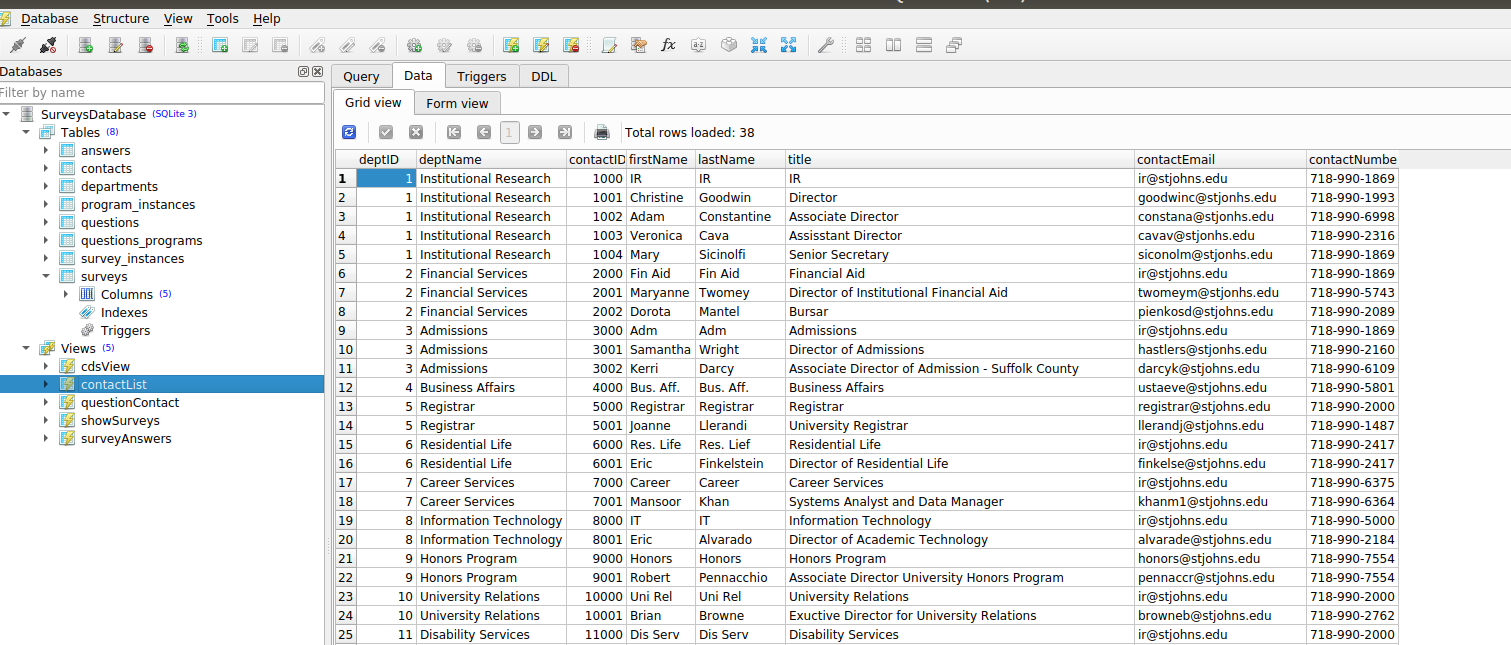 Database Structure View Tools Help
Databases
Filter by name
SurveysDatabase (SQLite 3)
Tables (8)
answers
contacts
departments
program_instances
questions
questions_programs
survey_instances
surveys
Columns (5)
Indexes
Triggers
Views (5)
cdsView
contactList
questionContact
showSurveys
surveyAnswers
Query Data Triggers DDL
Grid view Form view
1 Total rows loaded: 38
deptID deptName contactID firstName lastName title contactEmail contactNumbe
1 1 Institutional Research 1000 IR IR IR ir@stjohns.edu 718-990-1869
2 1 Institutional Research 1001 Christine Goodwin Director goodwinc@stjonhs.edu 718-990-1993
3 1 Institutional Research 1002 Adam Constantine Associate Director constana@stjonhs.edu 718-990-6998
4 1 Institutional Research 1003 Veronica Cava Assisstant Director cavav@stjonhs.edu 718-990-2316
5 1 Institutional Research 1004 Mary Sicinolfi Senior Secretary siconolm@stjonhs.edu 718-990-1869
6 2 Financial Services 2000 Fin Aid Fin Aid Financial Aid ir@stjohns.edu 718-990-1869
7 2 Financial Services 2001 Maryanne Twomey Director of Institutional Financial Aid twomeym@stjonhs.edu 718-990-5743
8 2 Financial Services 2002 Dorota Mantel Bursar pienkosd@stjohns.edu 718-990-2089
9 3 Admissions 3000 Adm Adm Admissions ir@stjohns.edu 718-990-1869
10 3 Admissions 3001 Samantha Wright Director of Admissions hastlers@stjonhs.edu 718-990-2160
11 3 Admissions 3002 Kerri Darcy Associate Director of Admission - Suffolk County darcyk@stjohns.edu 718-990-6109
12 4 Business Affairs 4000 Bus. Aff. Bus. Aff. Business Affairs ustaeve@stjohns.edu 718-990-5801
13 5 Registrar 5000 Registrar Registrar Registrar registrar@stjohns.edu 718-990-2000
14 5 Registrar 5001 Joanne Llerandi University Registrar llerandj@stjohns.edu 718-990-1487
15 6 Residential Life 6000 Res. Life Res. Lief Residential Life ir@stjohns.edu 718-990-2417
16 6 Residential Life 6001 Eric Finkelstein Director of Residential Life finkelse@stjohns.edu 718-990-2417
17 7 Career Services 7000 Career Career Career Services ir@stjohns.edu 718-990-6375
18 7 Career Services 7001 Mansoor Khan Systems Analyst and Data Manager khanm1@stjohns.edu 718-990-6364
19 8 Information Technology 8000 IT IT Information Technology ir@stjohns.edu 718-990-5000
20 8 Information Technology 8001 Eric Alvarado Director of Academic Technology alvarade@stjohns.edu 718-990-2184
21 9 Honors Program 9000 Honors Honors Honors Program honors@stjohns.edu 718-990-7554
22 9 Honors Program 9001 Robert Pennacchio Associate Director University Honors Program pennaccr@stjohns.edu 718-990-7554
23 10 University Relations 10000 Uni Rel Uni Rel University Relations ir@stjohns.edu 718-990-2000
24 10 University Relations 10001 Brian Browne Exuctive Director for University Relations browneb@stjohns.edu 718-990-2762
25 11 Disability Services 11000 Dis Serv Dis Serv Disability Services ir@stjohns.edu 718-990-2000